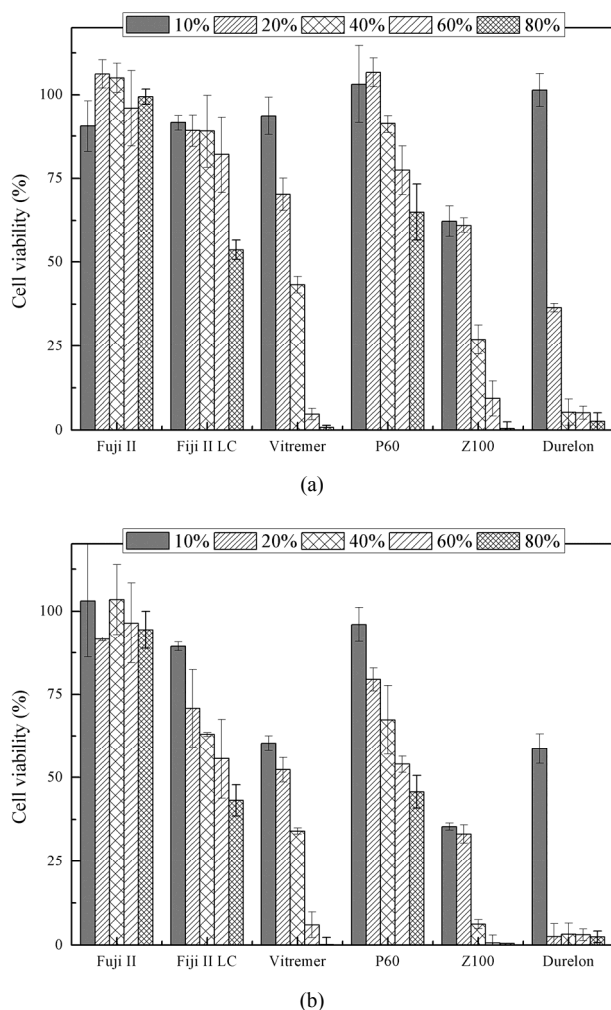 10% 20% 40% 60% 80%
100
75
50
25
0
Cell viability (%)
Fuji II Fiji II LC Vitremer P60 Z100 Durelon
(a)
10% 20% 40% 60% 80%
100
75
50
25
0
Cell viability (%)
Fuji II Fiji II LC Vitremer P60 Z100 Durelon
(b)